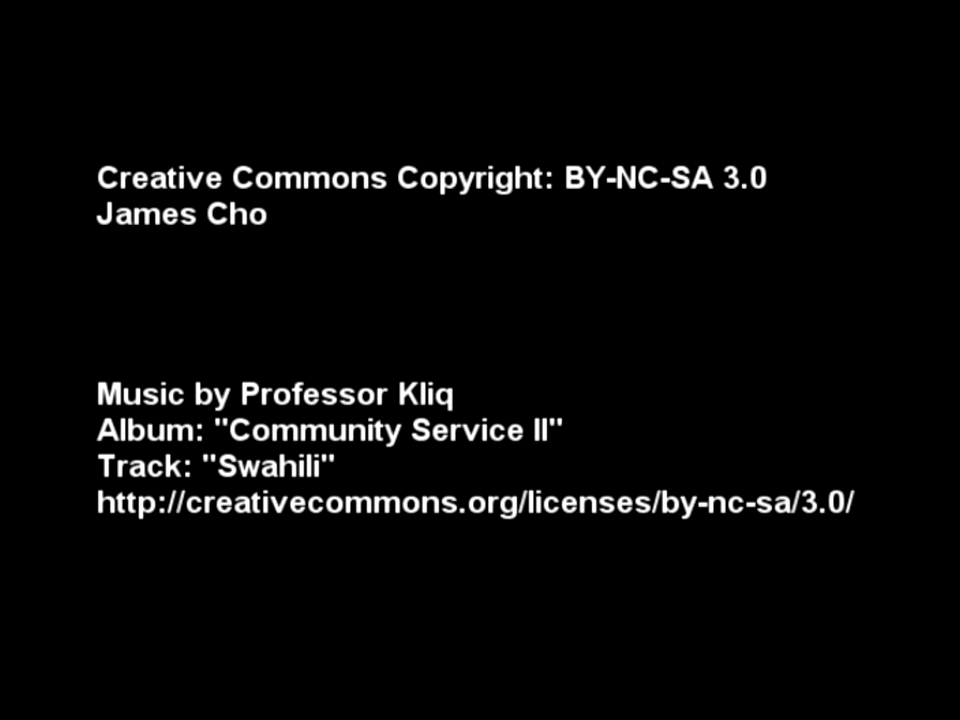 Creative Commons Copyright: BY-NC-SA 3.0
James Cho
Music by Professor Kliq
Album: "Community Service II"
Track: "Swahili"
http://creativecommons.org/licenses/by-nc-sa/3.0/